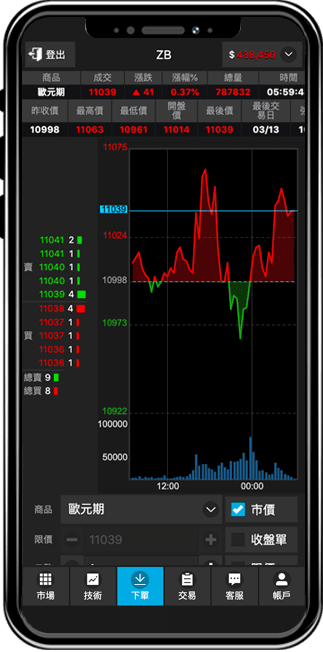 登出 ZB $ 438,456
商品 成交 漲跌 漲幅% 總量 時間
歐元期 11039 ▲ 41 0.37% 787832 05:59:4
昨收價 最高價 最低價 開盤價 最後價 最後交易日
10998 11063 10961 11014 11039 03/13 1
11075
11039
11024
10998
10973
10922
100000
50000
12:00 00:00
11041 2
11041 1
賣 11040 1
11040 1
11039 4
11038 4
11037 1
買 11037 1
11036 1
11036 1
總賣 9
總買 8
商品 歐元期 市價
限價 11039 收盤單
市場 技術 下單 交易 客服 帳戶